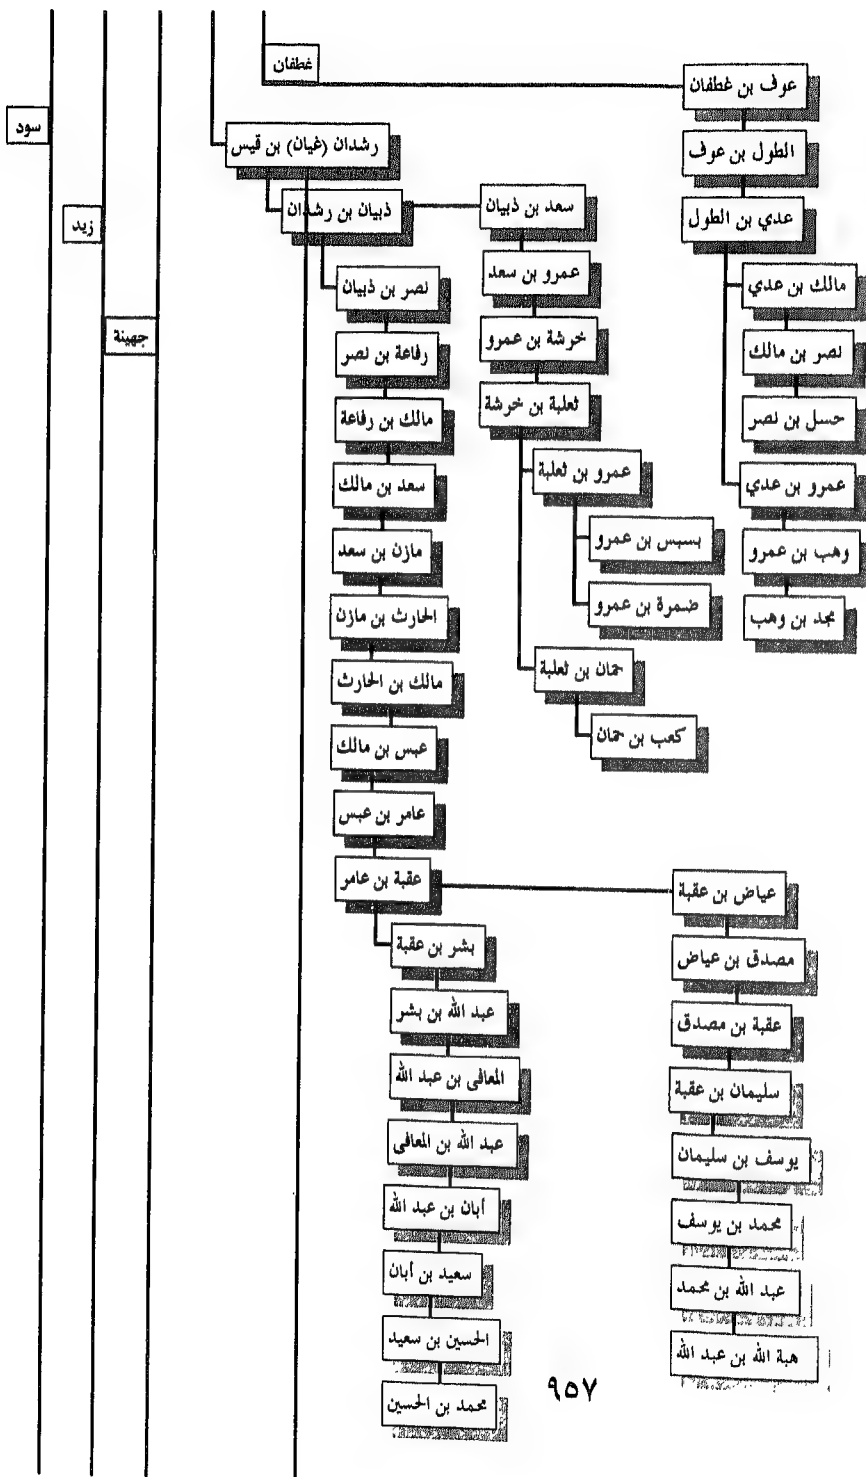 غطفان
عوف بن غطفان
سود
رشدان (غيان) بن قيس
الطول بن عوف
زيد
ذبيان بن رشدان
سعد بن ذبيان
عدي بن الطول
نصر بن ذبيان
عمرو بن سعد
مالك بن عدي
جهينة
رفاعة بن نصر
خرشة بن عمرو
نصر بن مالك
مالك بن رفاعة
ثعلبة بن خرشة
حسل بن نصر
سعد بن مالك
عمرو بن ثعلبة
عمرو بن عدي
مازن بن سعد
بسبس بن عمرو
وهب بن عمرو
الحارث بن مازن
ضمرة بن عمرو
مجد بن وهب
مالك بن الحارث
حمان بن ثعلبة
عبس بن مالك
كعب بن حمان
عامر بن عبس
عقبة بن عامر
عياض بن عقبة
بشر بن عقبة
مصدق بن عياض
عبد الله بن بشر
عقبة بن مصدق
المعافى بن عبد الله
سليمان بن عقبة
عبد الله بن المعافى
يوسف بن سليمان
أبان بن عبد الله
محمد بن يوسف
سعيد بن أبان
عبد الله بن محمد
الحسين بن سعيد
هبة الله بن عبد الله
محمد بن الحسين
٩٥٧